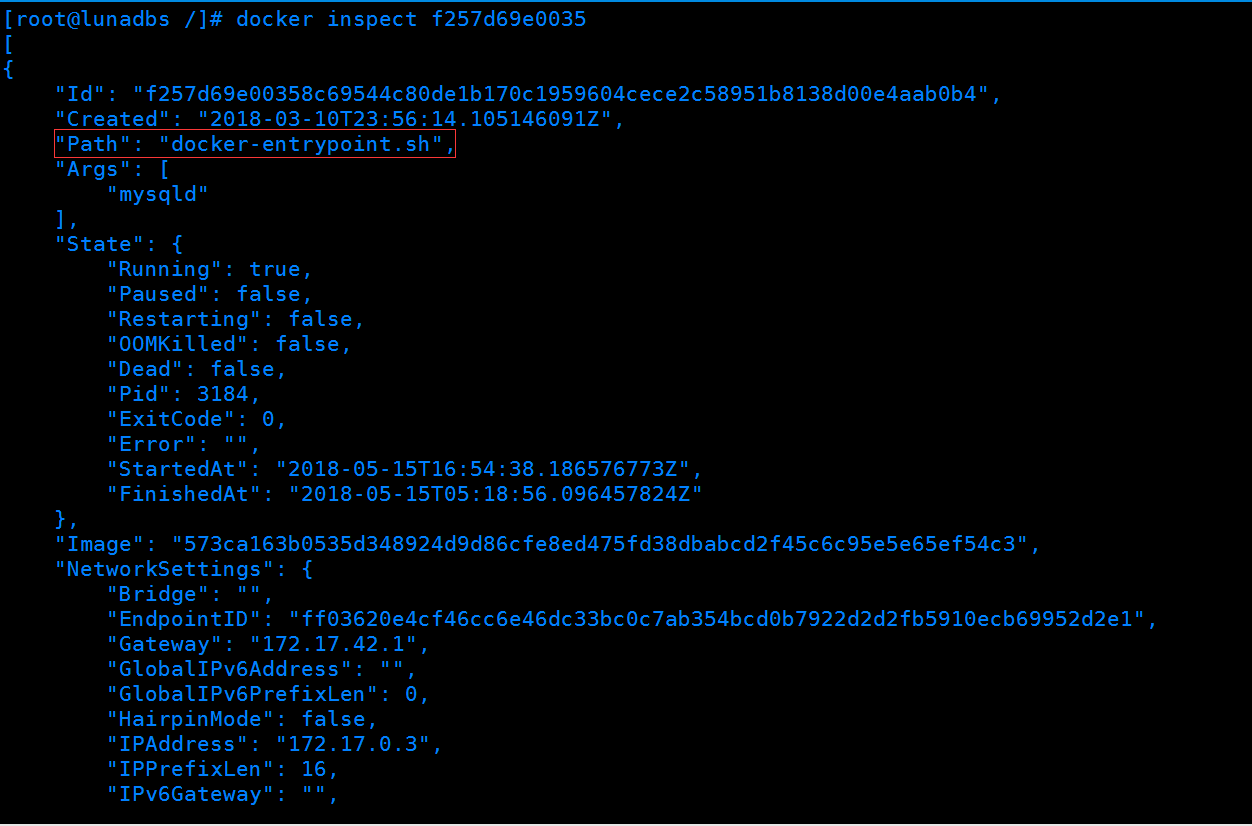 [root@lunadbs /]# docker inspect f257d69e0035
[
{
    "Id": "f257d69e00358c69544c80de1b170c1959604cece2c58951b8138d00e4aab0b4",
    "Created": "2018-03-10T23:56:14.105146091Z",
    "Path": "docker-entrypoint.sh",
    "Args": [
        "mysqld"
    ],
    "State": {
        "Running": true,
        "Paused": false,
        "Restarting": false,
        "OOMKilled": false,
        "Dead": false,
        "Pid": 3184,
        "ExitCode": 0,
        "Error": "",
        "StartedAt": "2018-05-15T16:54:38.186576773Z",
        "FinishedAt": "2018-05-15T05:18:56.096457824Z"
    },
    "Image": "573ca163b0535d348924d9d86cfe8ed475fd38dbabcd2f45c6c95e5e65ef54c3",
    "NetworkSettings": {
        "Bridge": "",
        "EndpointID": "ff03620e4cf46cc6e46dc33bc0c7ab354bcd0b7922d2d2fb5910ecb69952d2e1",
        "Gateway": "172.17.42.1",
        "GlobalIPv6Address": "",
        "GlobalIPv6PrefixLen": 0,
        "HairpinMode": false,
        "IPAddress": "172.17.0.3",
        "IPPrefixLen": 16,
        "IPv6Gateway": "",